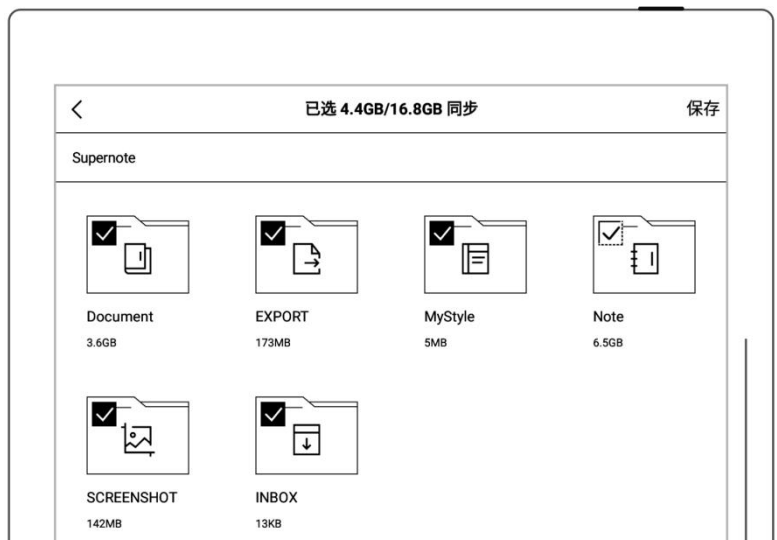 已选 4.4GB/16.8GB 同步
保存
Supernote
Document
EXPORT
MyStyle
Note
3.6GB
173MB
5MB
6.5GB
SCREENSHOT
INBOX
142MB
13KB